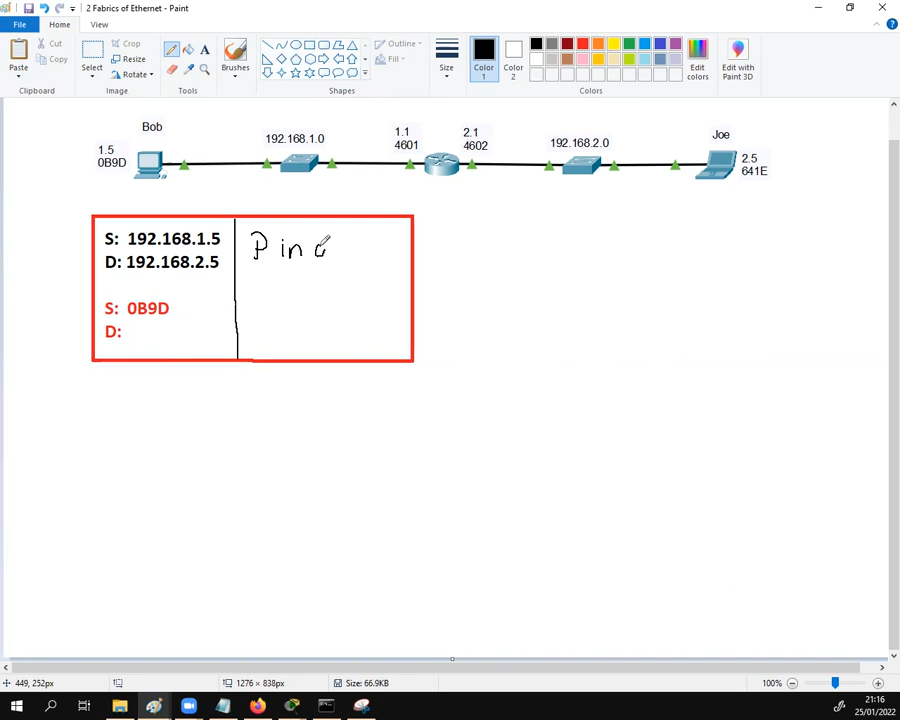 2 Fabrics of Ethernet - Paint
File Home View
Paste
Cut
Copy
Clipboard
Select
Crop
Resize
Rotate
Image
A
Tools
Brushes
Outline
Fill
Shapes
Size
Color 1
Color 2
Colors
Edit colors
Edit with Paint 3D
Bob
1.5
0B9D
192.168.1.0
1.1
4601
2.1
4602
192.168.2.0
Joe
2.5
641E
S: 192.168.1.5
D: 192.168.2.5
S: 0B9D
D:
Pin
449, 252px
1276 × 838px
Size: 66.9KB
100%
21:16
25/01/2022